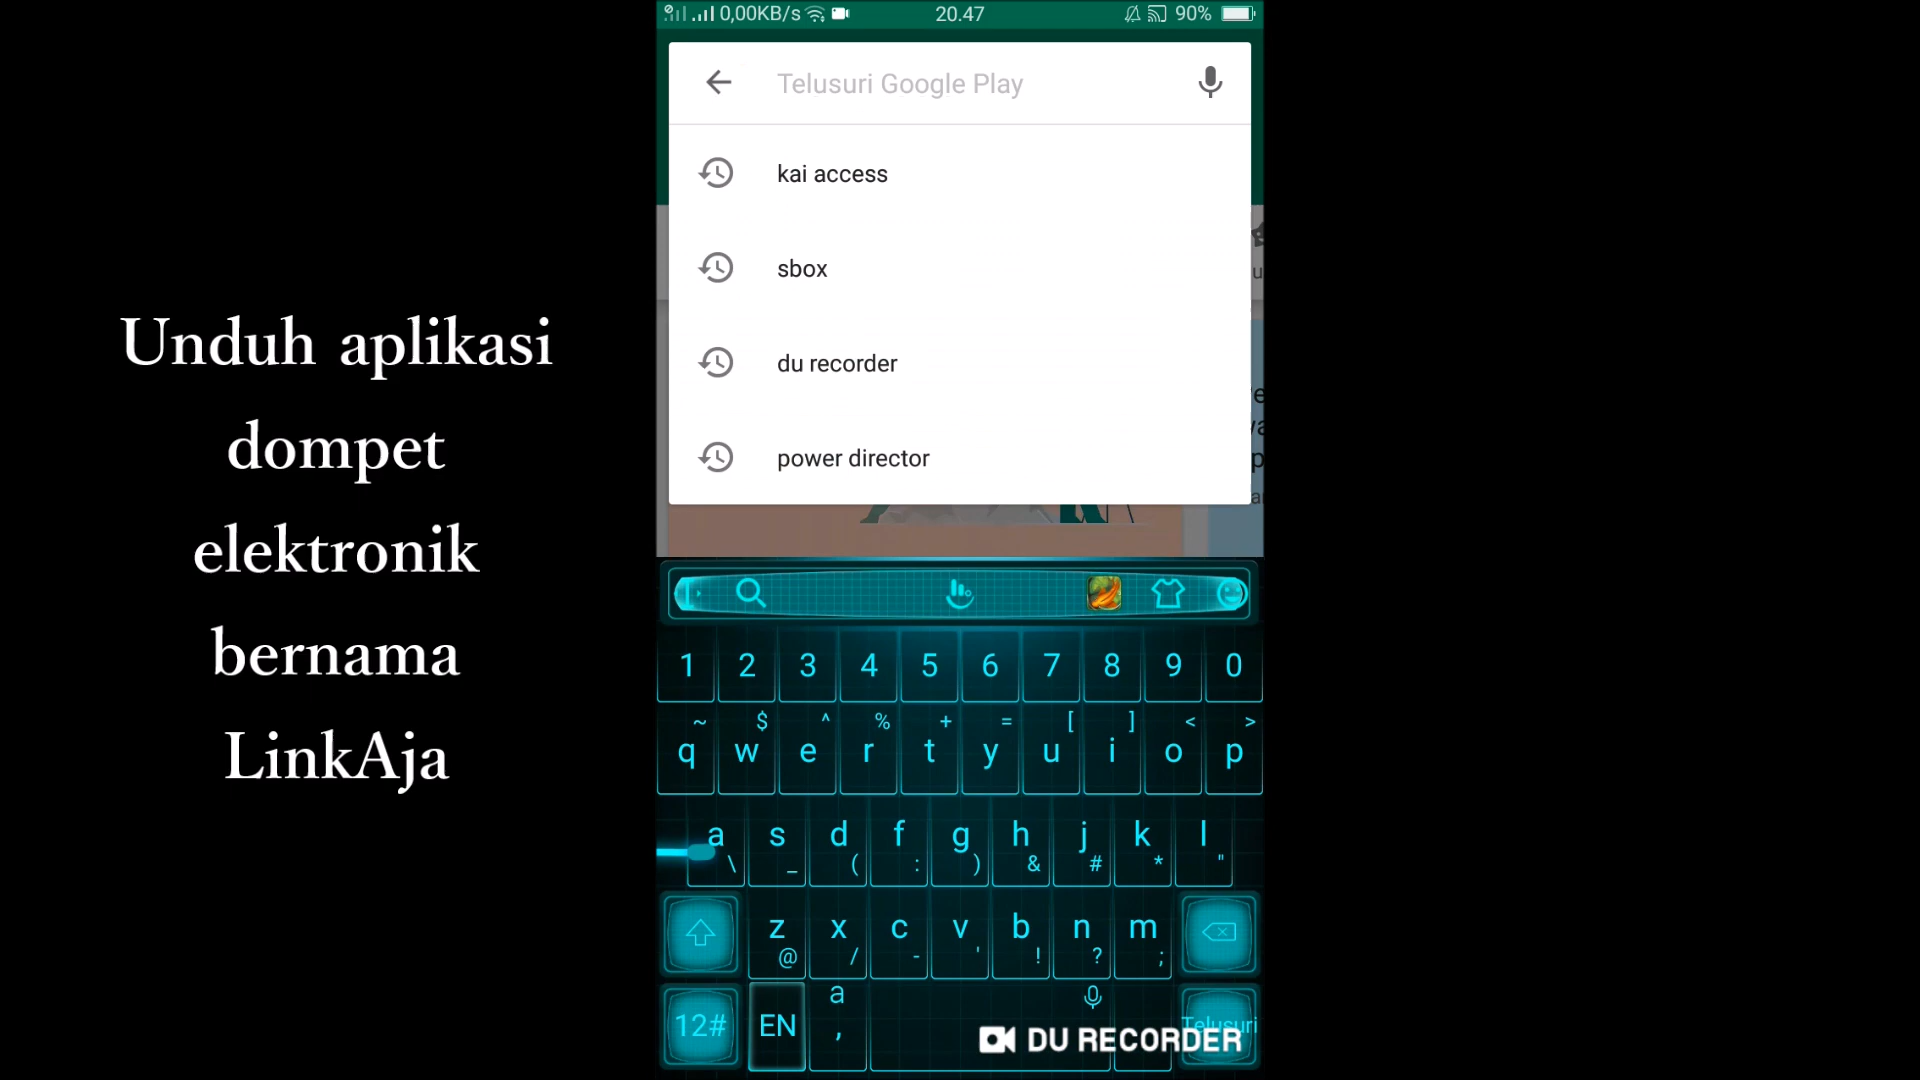 Unduh aplikasi
dompet
elektronik
bernama
LinkAja
0,00KB/s 20.47 90%
Telusuri Google Play
kai access
sbox
du recorder
power director
1 2 3 4 5 6 7 8 9 0
~ $ ^ % + = [ ] < >
q w e r t y u i o p
a s d f g h j k l
\ _ ( : ) & # * "
z x c v b n m
@ / - ' ! ? ;
12# EN a , Telusuri
DU RECORDER